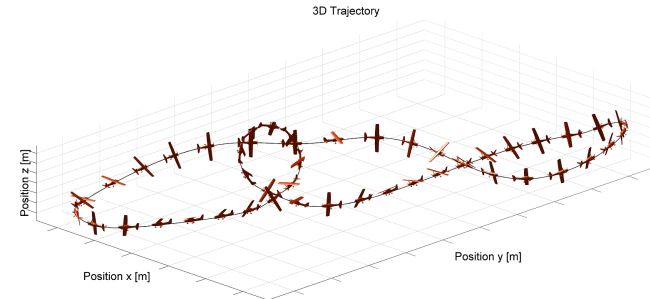 3D Trajectory
Position z [m]
Position x [m]
Position y [m]